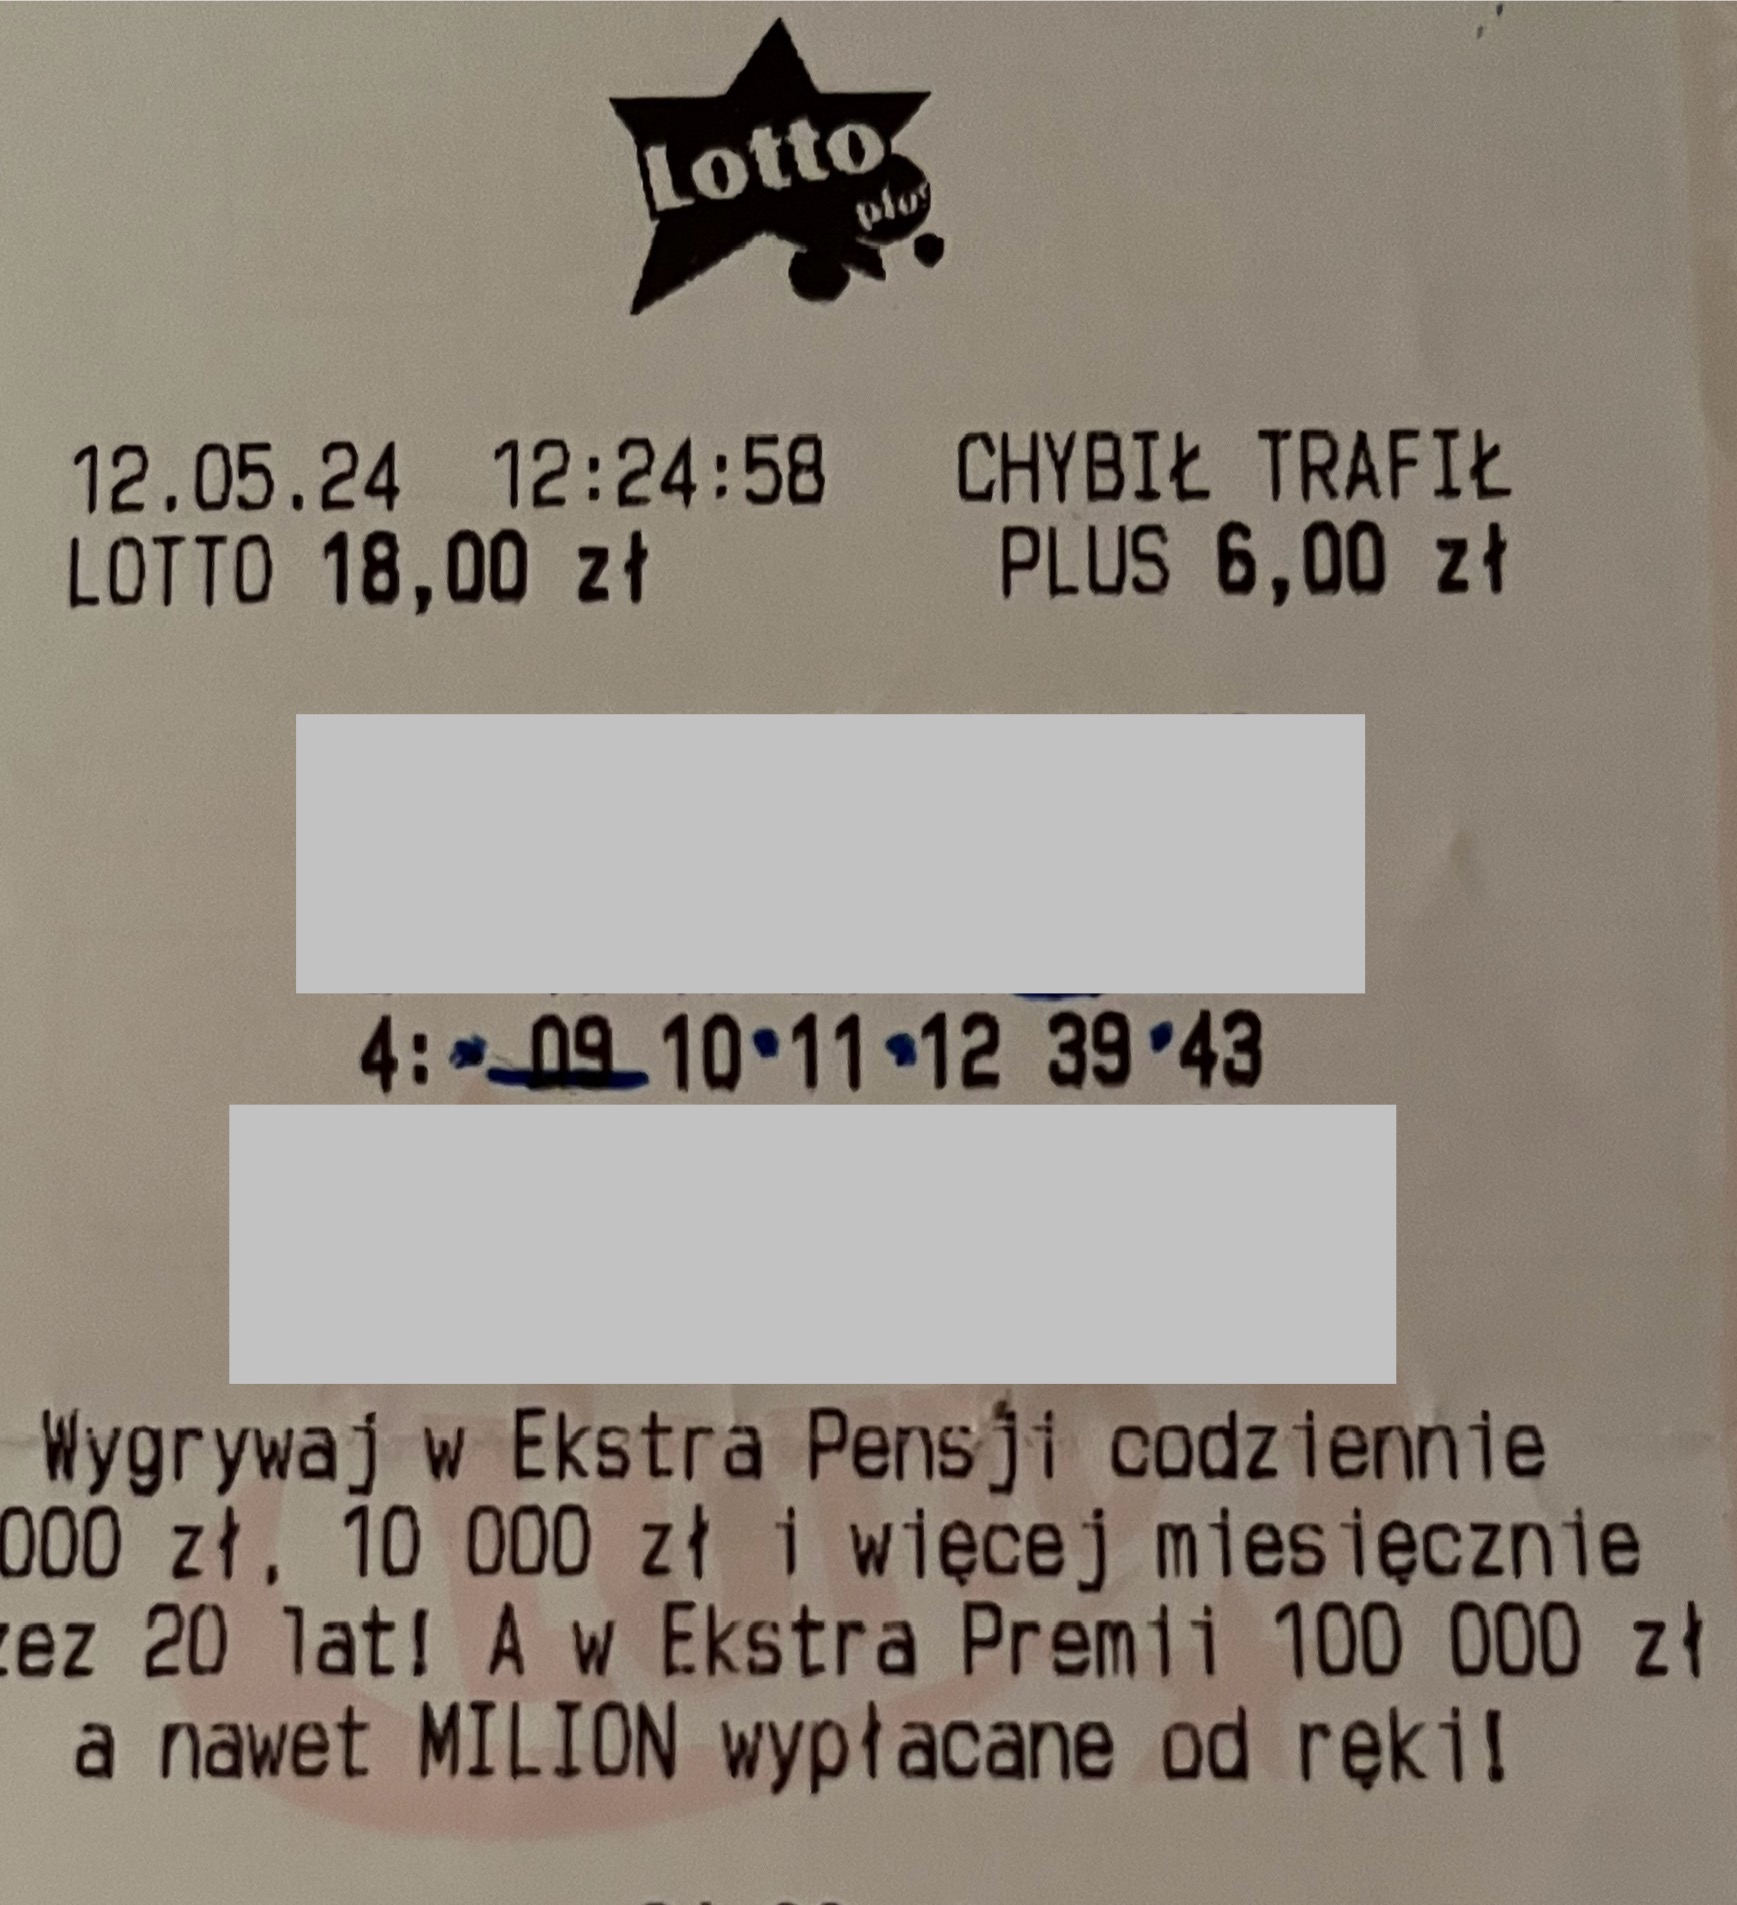 Lotto
plus
12.05.24 12:24:58 CHYBIŁ TRAFIŁ
LOTTO 18,00 zł PLUS 6,00 zł
4: 09 10 11 12 39 43
Wygrywaj w Ekstra Pensji codziennie
000 zł, 10 000 zł i więcej miesięcznie
zez 20 lat! A w Ekstra Premii 100 000 zł
a nawet MILION wypłacane od ręki!